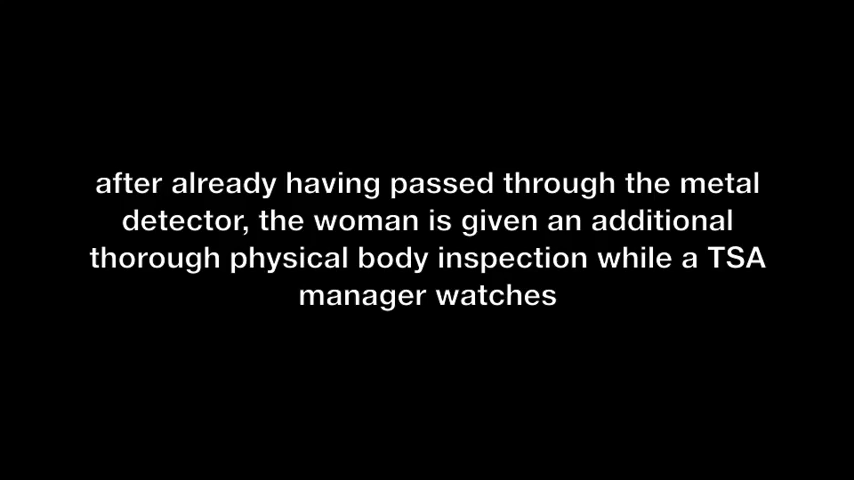 after already having passed through the metal
detector, the woman is given an additional
thorough physical body inspection while a TSA
manager watches